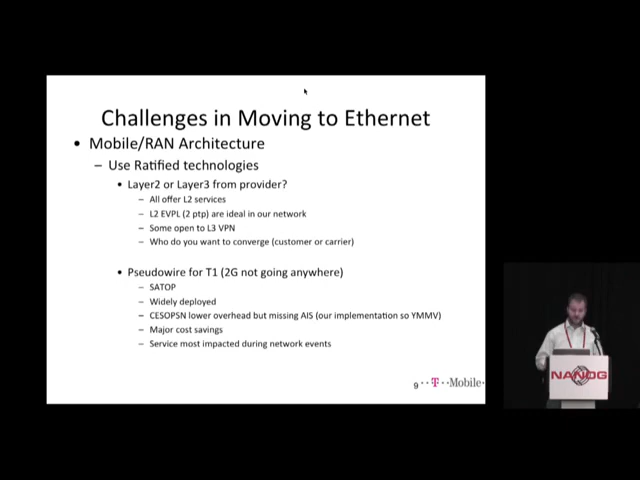 Challenges in Moving to Ethernet
• Mobile/RAN Architecture
– Use Ratified technologies
• Layer2 or Layer3 from provider?
– All offer L2 services
– L2 EVPL (2 ptp) are ideal in our network
– Some open to L3 VPN
– Who do you want to converge (customer or carrier)
• Pseudowire for T1 (2G not going anywhere)
– SATOP
– Widely deployed
– CESOPSN lower overhead but missing AIS (our implementation so YMMV)
– Major cost savings
– Service most impacted during network events
9 T Mobile
NANOG